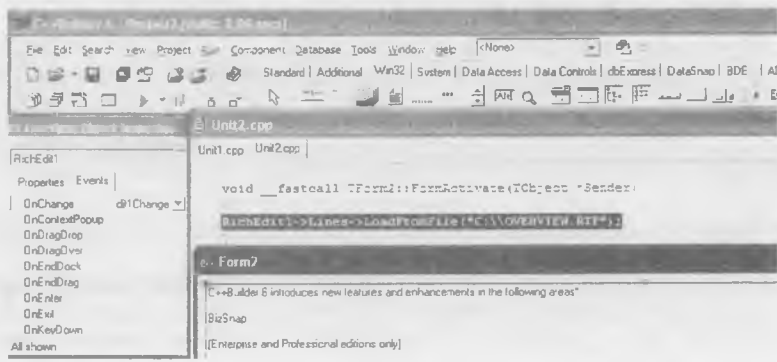 C++Builder 6
File Edit Search View Project Run Component Database Tools Window Help <None>
Standard Additional Win32 System Data Access Data Controls dbExpress DataSnap BDE
Unit2.cpp
Unit1.cpp Unit2.cpp
RichEdit1
Properties Events
OnChange dit1Change
OnContextPopup
OnDragDrop
OnDragOver
OnEndDock
OnEndDrag
OnEnter
OnExit
OnKeyDown
All shown
void __fastcall TForm2::FormActivate(TObject *Sender)
RichEdit1->Lines->LoadFromFile("C:\\OVERVIEW.RTF");
Form2
C++Builder 6 introduces new features and enhancements in the following areas"
BizSnap
[Enterprise and Professional editions only]